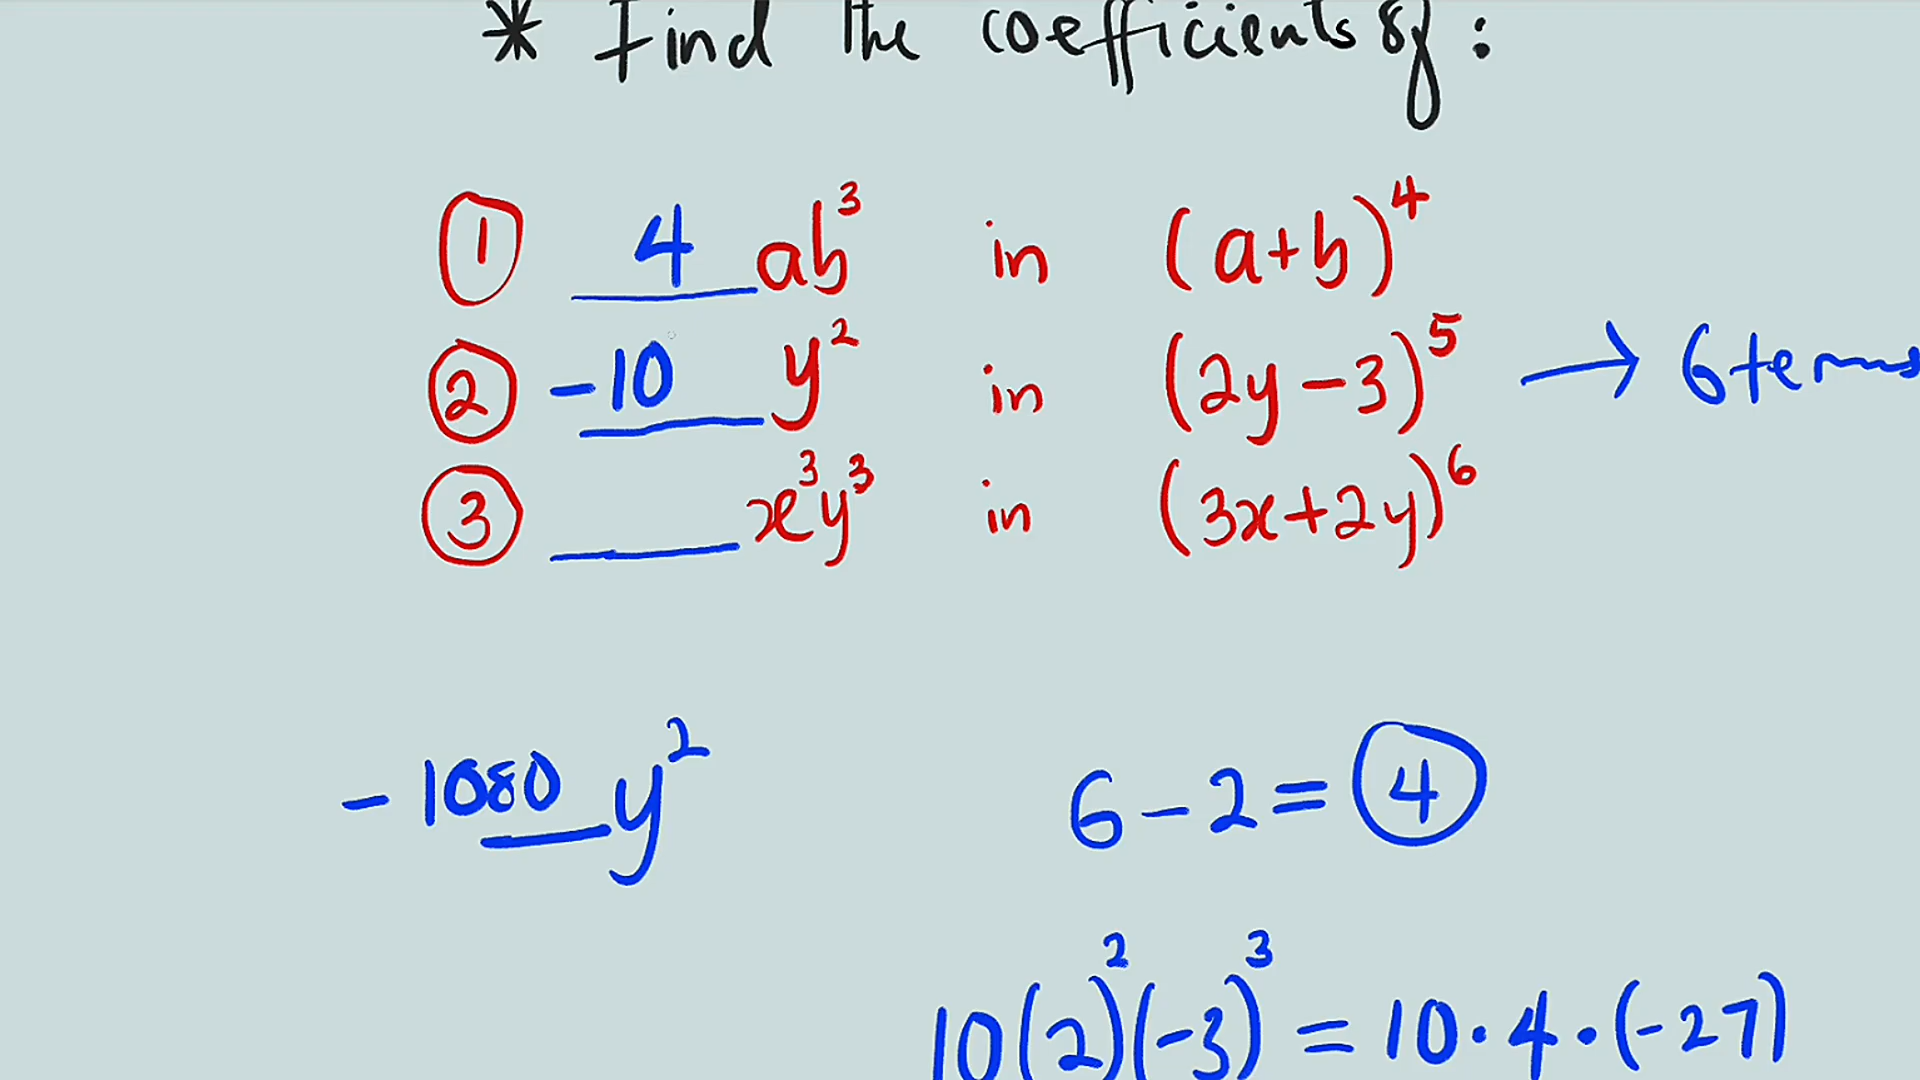 * Find the coefficients of :
① 4 ab³ in (a+b)⁴
② -10 y² in (2y-3)⁵ → 6 terms
③ ___ x³y³ in (3x+2y)⁶
-1080 y² 6-2=④
10(2)²(-3)³ = 10·4·(-27)